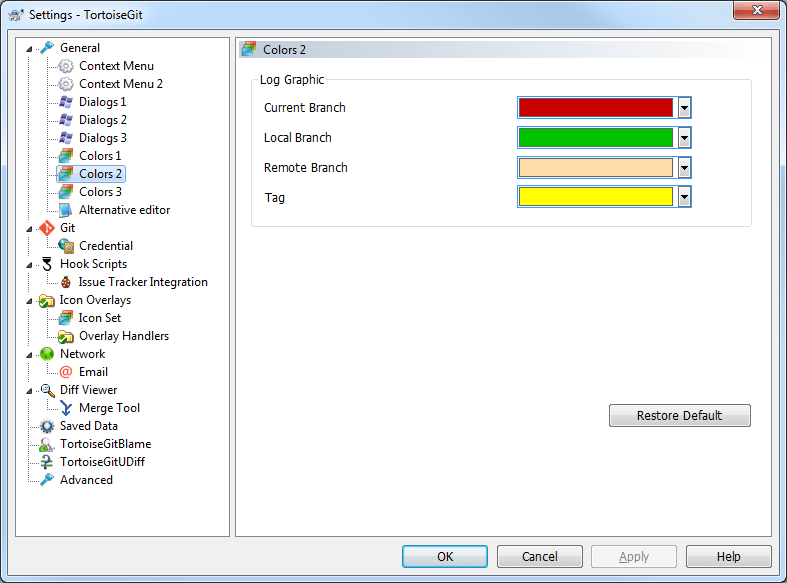 Settings - TortoiseGit
General
Context Menu
Context Menu 2
Dialogs 1
Dialogs 2
Dialogs 3
Colors 1
Colors 2
Colors 3
Alternative editor
Git
Credential
Hook Scripts
Issue Tracker Integration
Icon Overlays
Icon Set
Overlay Handlers
Network
Email
Diff Viewer
Merge Tool
Saved Data
TortoiseGitBlame
TortoiseGitUDiff
Advanced
Colors 2
Log Graphic
Current Branch
Local Branch
Remote Branch
Tag
Restore Default
OK
Cancel
Apply
Help